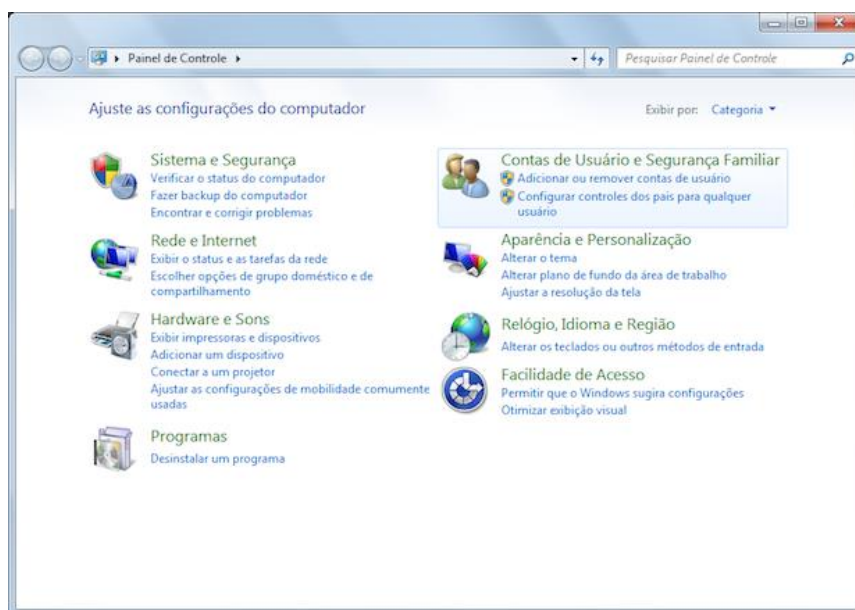 Painel de Controle
Pesquisar Painel de Controle
Ajuste as configurações do computador
Exibir por: Categoria
Sistema e Segurança
Verificar o status do computador
Fazer backup do computador
Encontrar e corrigir problemas
Rede e Internet
Exibir o status e as tarefas da rede
Escolher opções de grupo doméstico e de
compartilhamento
Hardware e Sons
Exibir impressoras e dispositivos
Adicionar um dispositivo
Conectar a um projetor
Ajustar as configurações de mobilidade comumente
usadas
Programas
Desinstalar um programa
Contas de Usuário e Segurança Familiar
Adicionar ou remover contas de usuário
Configurar controles dos pais para qualquer
usuário
Aparência e Personalização
Alterar o tema
Alterar plano de fundo da área de trabalho
Ajustar a resolução da tela
Relógio, Idioma e Região
Alterar os teclados ou outros métodos de entrada
Facilidade de Acesso
Permitir que o Windows sugira configurações
Otimizar exibição visual